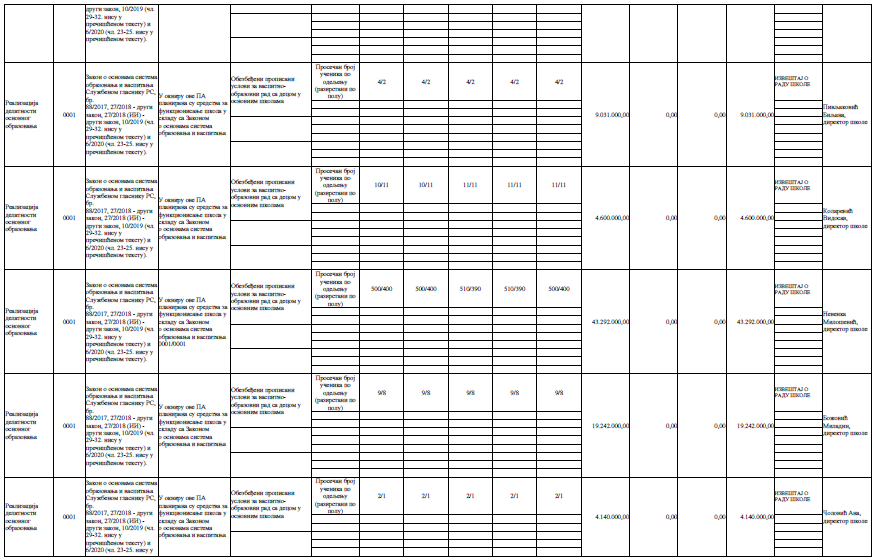 други закон, 10/2019 (чл.
29-32. нису у
пречишћеном тексту) и
6/2020 (чл. 23-25. нису у
пречишћеном тексту).
Реализација
делатности
основног
образовања
0001
Закон о основама система
образовања и васпитања
Службеном гласнику РС,
бр.
88/2017, 27/2018 - други
закон, 27/2018 (ИИ) -
други закон, 10/2019 (чл.
29-32. нису у
пречишћеном тексту) и
6/2020 (чл. 23-25. нису у
пречишћеном тексту).
У оквиру ове ПА
планирана су средства за
функционисање школа у
складу са Законом
о основама система
образовања и васпитања
Обезбеђени прописани
услови за васпитно-
образовни рад са децом у
основним школама
Просечан број
ученика по
одељењу
(разврстани по
полу)
4/2 4/2 4/2 4/2 4/2
9.031.000,00 0,00 0,00 9.031.000,00
ИЗВЕШТАЈ О
РАДУ ШКОЛЕ
Биљана,
директор школе
Реализација
делатности
основног
образовања
0001
Закон о основама система
образовања и васпитања
Службеном гласнику РС,
бр.
88/2017, 27/2018 - други
закон, 27/2018 (ИИ) -
други закон, 10/2019 (чл.
29-32. нису у
пречишћеном тексту) и
6/2020 (чл. 23-25. нису у
пречишћеном тексту).
У оквиру ове ПА
планирана су средства за
функционисање школа у
складу са Законом
о основама система
образовања и васпитања
Обезбеђени прописани
услови за васпитно-
образовни рад са децом у
основним школама
Просечан број
ученика по
одељењу
(разврстани по
полу)
10/11 10/11 11/11 11/11 11/11
4.600.000,00 0,00 0,00 4.600.000,00
ИЗВЕШТАЈ О
РАДУ ШКОЛЕ
Видосав,
директор школе
Реализација
делатности
основног
образовања
0001
Закон о основама система
образовања и васпитања
Службеном гласнику РС,
бр.
88/2017, 27/2018 - други
закон, 27/2018 (ИИ) -
други закон, 10/2019 (чл.
29-32. нису у
пречишћеном тексту) и
6/2020 (чл. 23-25. нису у
пречишћеном тексту).
У оквиру ове ПА
планирана су средства за
функционисање школа у
складу са Законом
о основама система
образовања и васпитања
0001/0001
Обезбеђени прописани
услови за васпитно-
образовни рад са децом у
основним школама
Просечан број
ученика по
одељењу
(разврстани по
полу)
500/400 500/400 510/390 510/390 500/400
43.292.000,00 0,00 0,00 43.292.000,00
ИЗВЕШТАЈ О
РАДУ ШКОЛЕ
Невенка
Милошевић,
директор школе
Реализација
делатности
основног
образовања
0001
Закон о основама система
образовања и васпитања
Службеном гласнику РС,
бр.
88/2017, 27/2018 - други
закон, 27/2018 (ИИ) -
други закон, 10/2019 (чл.
29-32. нису у
пречишћеном тексту) и
6/2020 (чл. 23-25. нису у
пречишћеном тексту).
У оквиру ове ПА
планирана су средства за
функционисање школа у
складу са Законом
о основама система
образовања и васпитања
Обезбеђени прописани
услови за васпитно-
образовни рад са децом у
основним школама
Просечан број
ученика по
одељењу
(разврстани по
полу)
9/8 9/8 9/8 9/8 9/8
19.242.000,00 0,00 0,00 19.242.000,00
ИЗВЕШТАЈ О
РАДУ ШКОЛЕ
Божовић
Миладин,
директор школе
Реализација
делатности
основног
образовања
0001
Закон о основама система
образовања и васпитања
Службеном гласнику РС,
бр.
88/2017, 27/2018 - други
закон, 27/2018 (ИИ) -
други закон, 10/2019 (чл.
29-32. нису у
пречишћеном тексту) и
6/2020 (чл. 23-25. нису у
У оквиру ове ПА
планирана су средства за
функционисање школа у
складу са Законом
о основама система
образовања и васпитања
Обезбеђени прописани
услови за васпитно-
образовни рад са децом у
основним школама
Просечан број
ученика по
одељењу
(разврстани по
полу)
2/1 2/1 2/1 2/1 2/1
4.140.000,00 0,00 0,00 4.140.000,00
ИЗВЕШТАЈ О
РАДУ ШКОЛЕ
Чоловић Ана,
директор школе